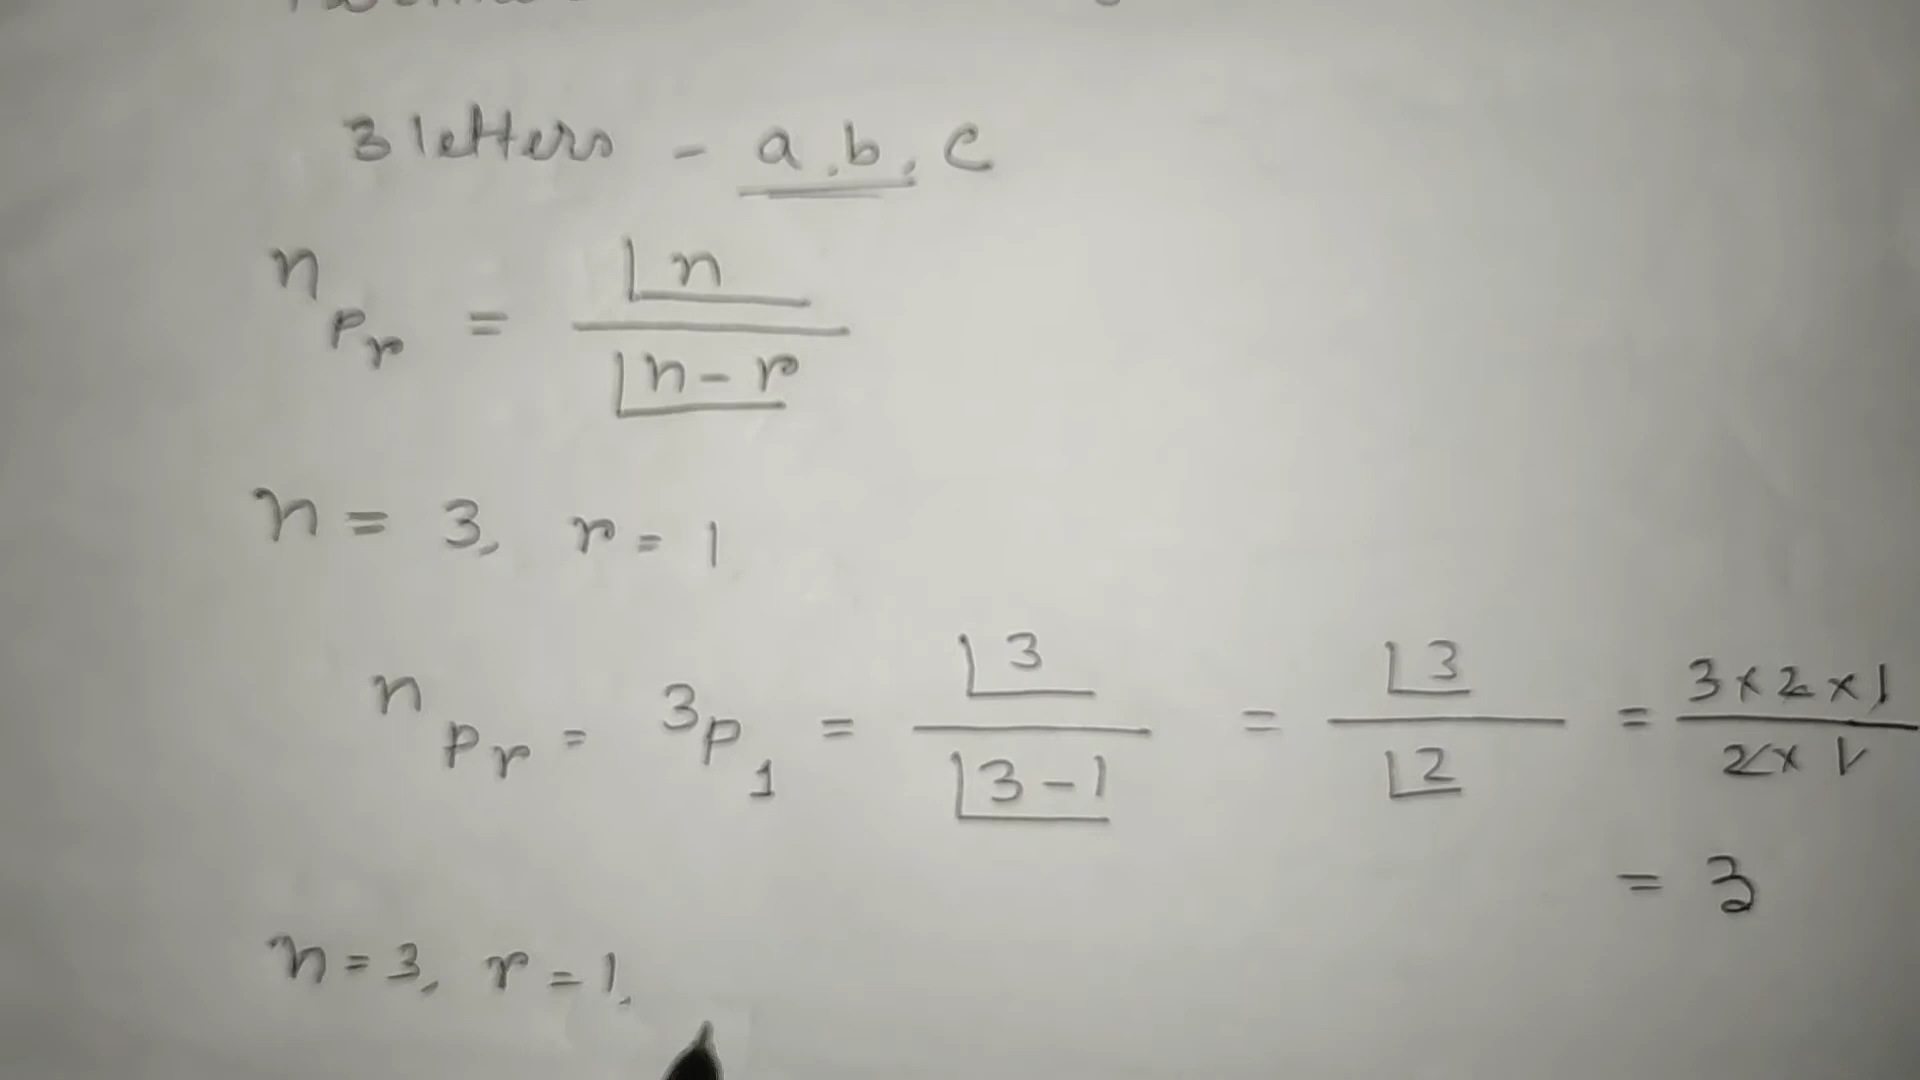 3 letters - a, b, c
nPr = ⌊n / ⌊n-r
n = 3, r = 1
nPr = 3P1 = ⌊3 / ⌊3-1 = ⌊3 / ⌊2 = 3×2×1 / 2×1
= 3
n = 3, r = 1,